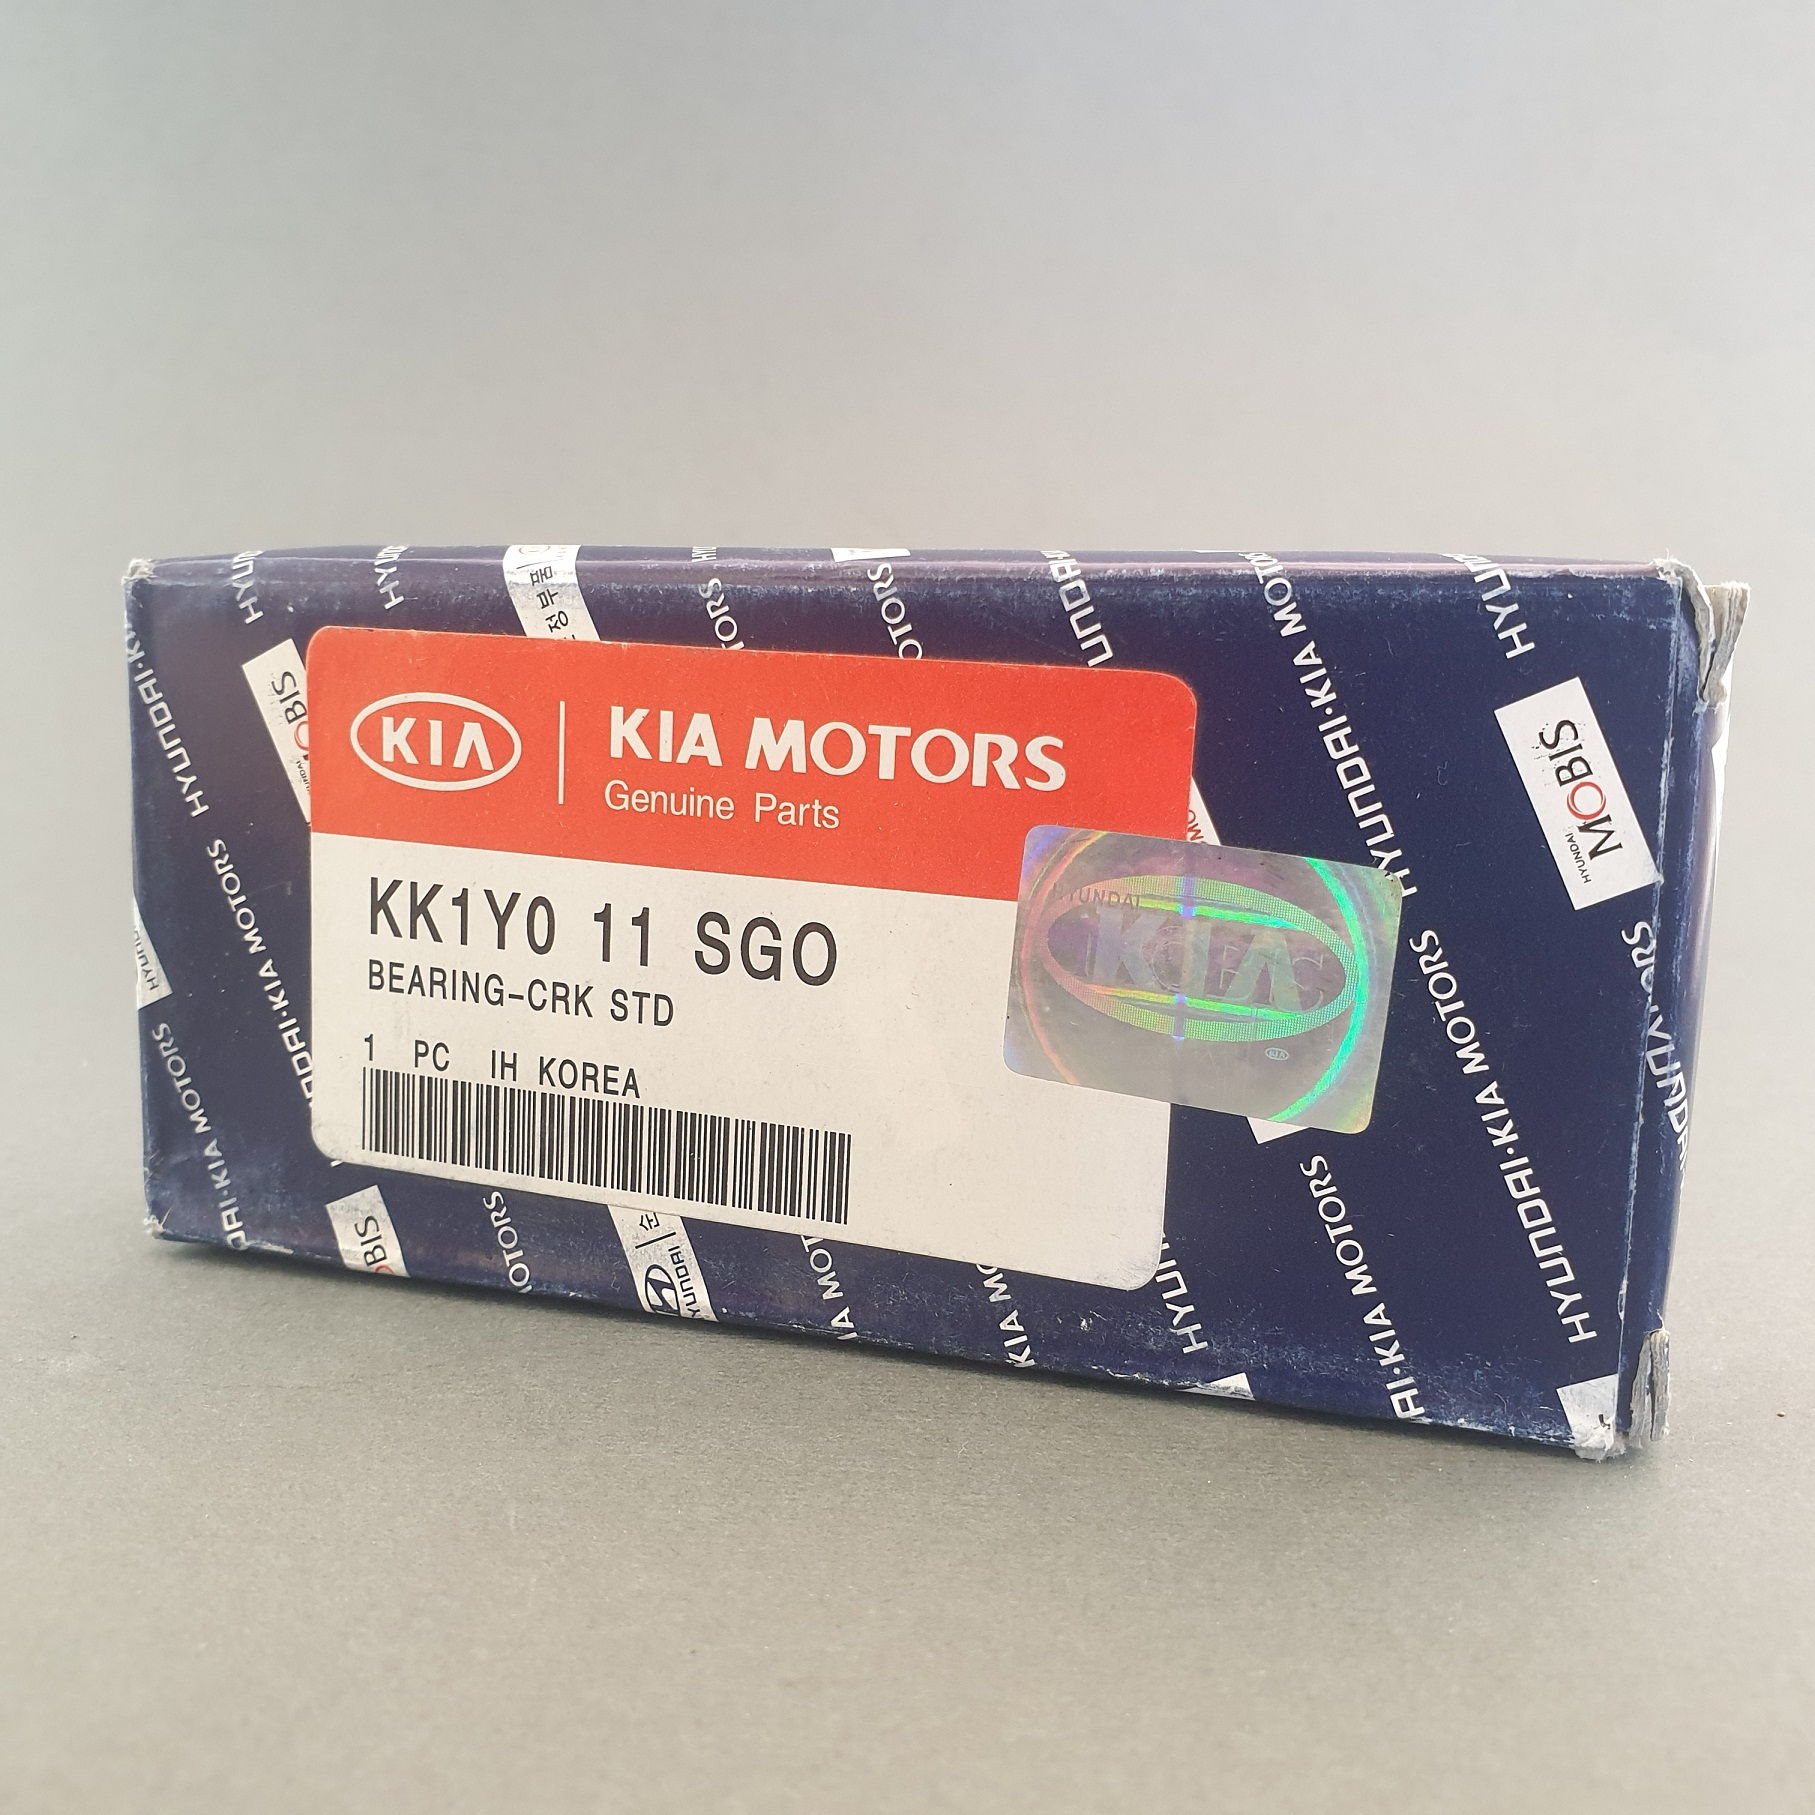 KIA
KIA MOTORS
Genuine Parts
KK1Y0 11 SGO
BEARING-CRK STD
1 PC IH KOREA
HYUNDAI
KIA
HYUNDAI
MOBIS
HYUNDAI·KIA MOTORS
HYUNDAI·KIA MOTORS
HYUNDAI·KIA MOTORS